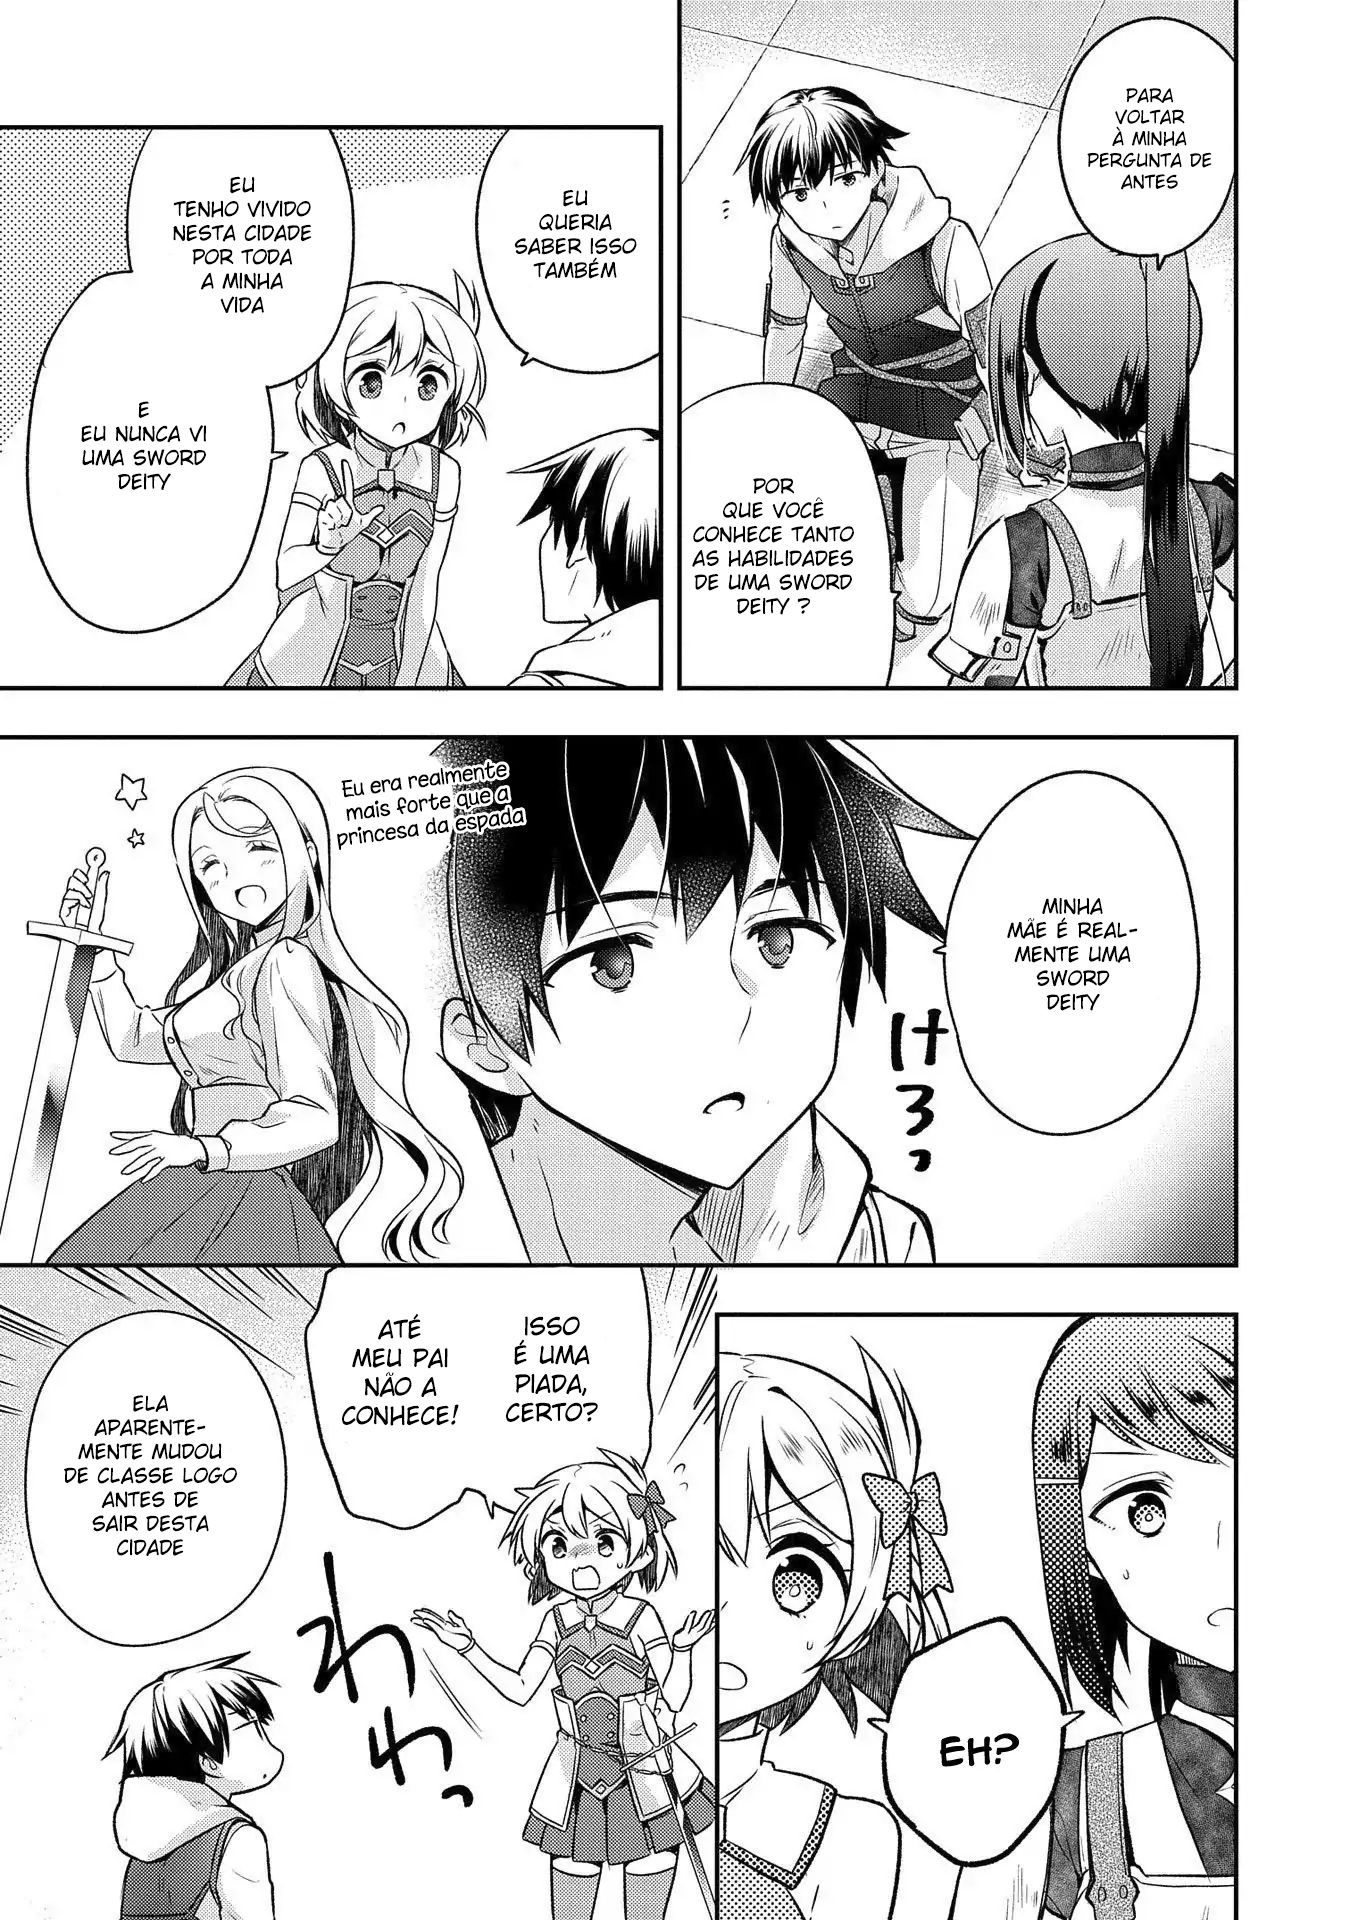 PARA
VOLTAR
À MINHA
PERGUNTA DE
ANTES
POR
QUE VOCÊ
CONHECE TANTO
AS HABILIDADES
DE UMA SWORD
DEITY ?
EU
QUERIA
SABER ISSO
TAMBÉM
EU
TENHO VIVIDO
NESTA CIDADE
POR TODA
A MINHA
VIDA
E
EU NUNCA VI
UMA SWORD
DEITY
MINHA
MÃE É REAL-
MENTE UMA
SWORD
DEITY
けろっ
Eu era realmente
mais forte que a
princesa da espada
EH?
ISSO
É UMA
PIADA,
CERTO?
ATÉ
MEU PAI
NÃO A
CONHECE!
わわっ
ELA
APARENTE-
MENTE MUDOU
DE CLASSE LOGO
ANTES DE
SAIR DESTA
CIDADE